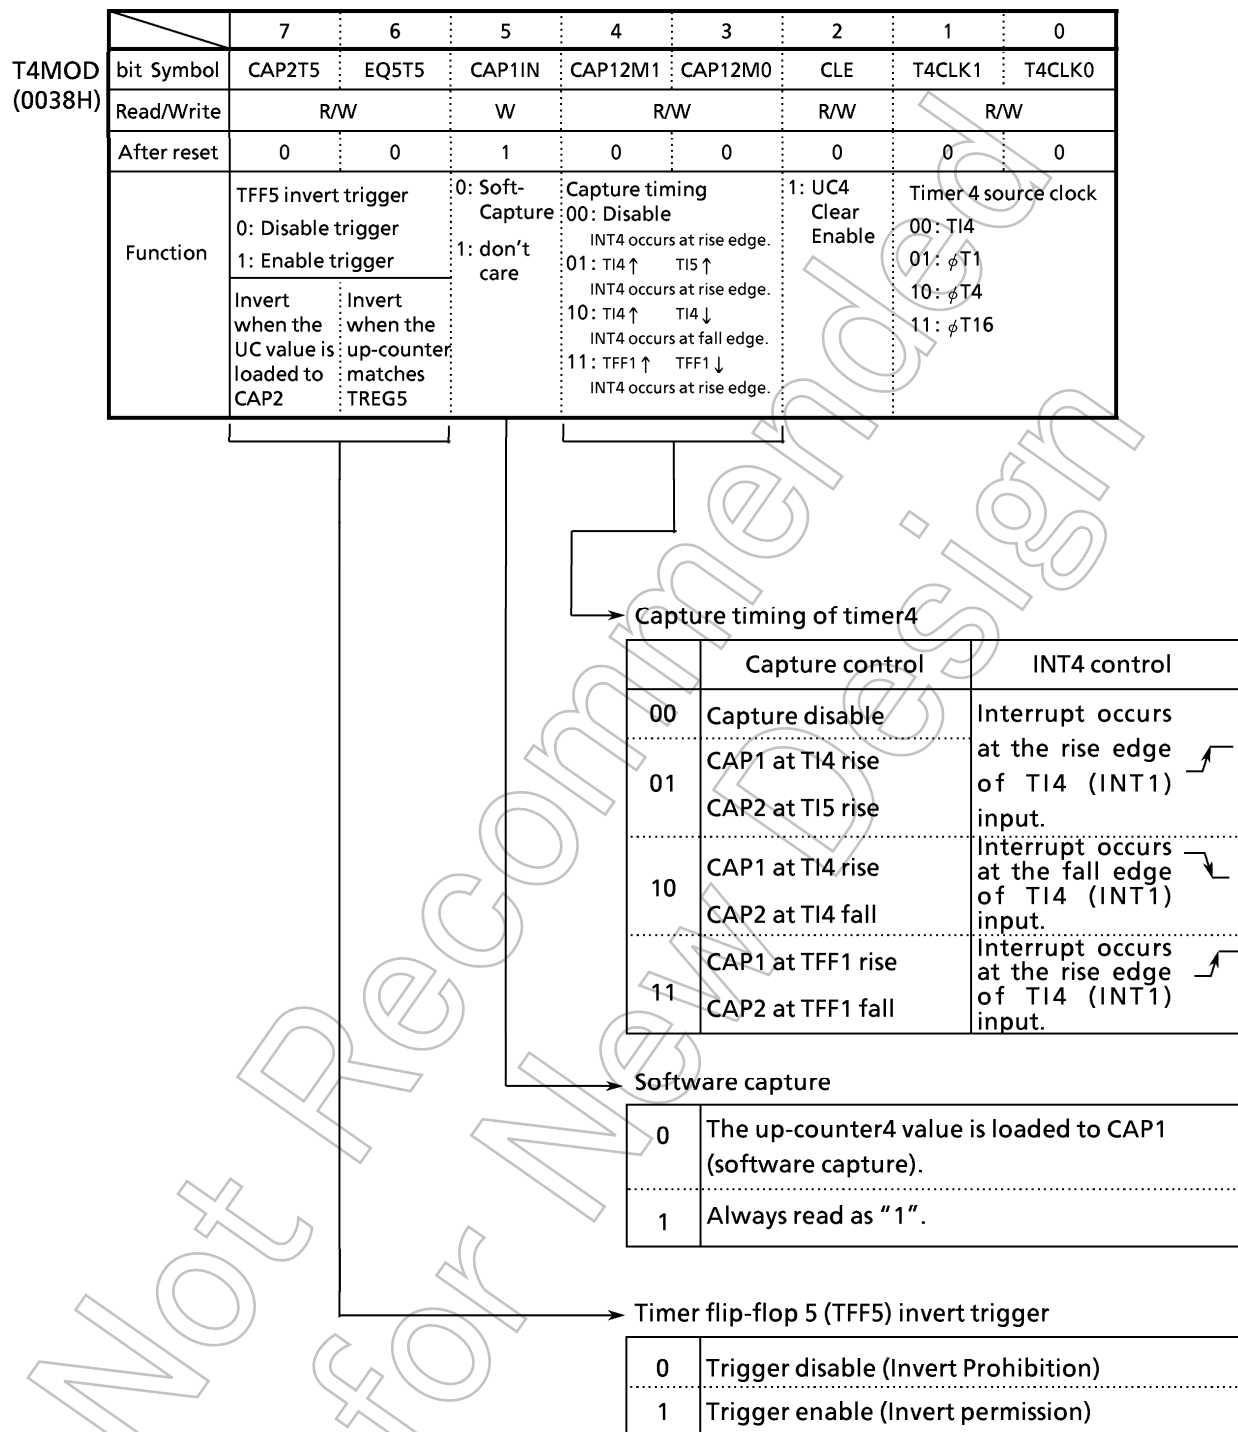 7 6 5 4 3 2 1 0
T4MOD
(0038H)
bit Symbol CAP2T5 EQ5T5 CAP1IN CAP12M1 CAP12M0 CLE T4CLK1 T4CLK0
Read/Write R/W W R/W R/W R/W
After reset 0 0 1 0 0 0 0 0
Function
TFF5 invert trigger
0: Disable trigger
1: Enable trigger
Invert
when the
UC value is
loaded to
CAP2
Invert
when the
up-counter
matches
TREG5
0: Soft-
Capture
1: don't
care
Capture timing
00: Disable
INT4 occurs at rise edge.
01: TI4↑ TI5↑
INT4 occurs at rise edge.
10: TI4↑ TI4↓
INT4 occurs at fall edge.
11: TFF1↑ TFF1↓
INT4 occurs at rise edge.
1: UC4
Clear
Enable
Timer 4 source clock
00: TI4
01: φT1
10: φT4
11: φT16
Capture timing of timer4
Capture control INT4 control
00 Capture disable
01
CAP1 at TI4 rise
CAP2 at TI5 rise
Interrupt occurs
at the rise edge
of TI4 (INT1)
input.
10
CAP1 at TI4 rise
CAP2 at TI4 fall
Interrupt occurs
at the fall edge
of TI4 (INT1)
input.
11
CAP1 at TFF1 rise
CAP2 at TFF1 fall
Interrupt occurs
at the rise edge
of TI4 (INT1)
input.
Software capture
0 The up-counter4 value is loaded to CAP1
(software capture).
1 Always read as "1".
Timer flip-flop 5 (TFF5) invert trigger
0 Trigger disable (Invert Prohibition)
1 Trigger enable (Invert permission)
Not Recommended
for New Design